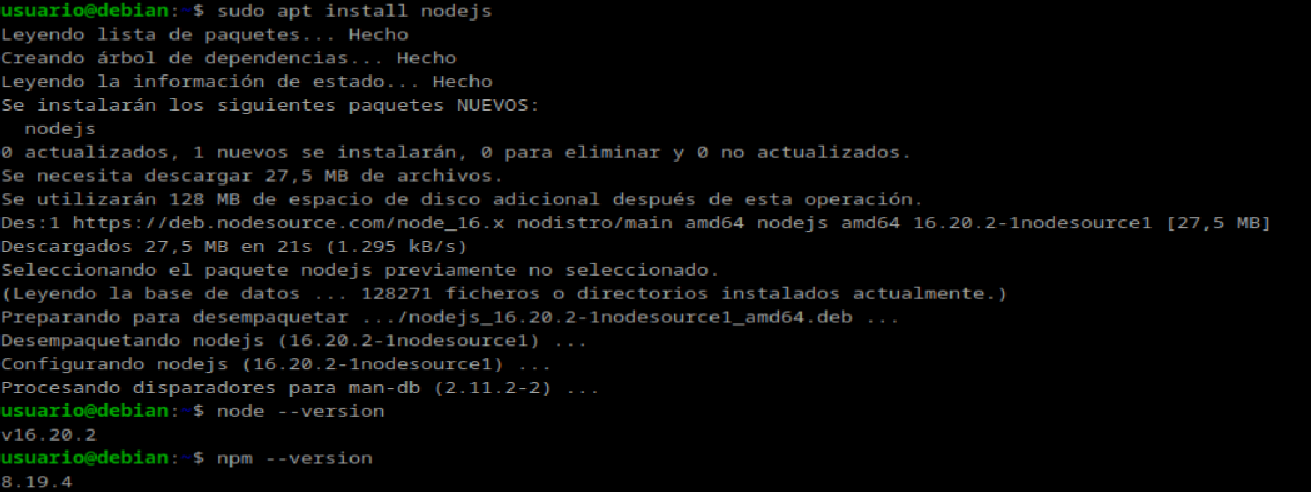 usuario@debian:~$ sudo apt install nodejs
Leyendo lista de paquetes... Hecho
Creando árbol de dependencias... Hecho
Leyendo la información de estado... Hecho
Se instalarán los siguientes paquetes NUEVOS:
  nodejs
0 actualizados, 1 nuevos se instalarán, 0 para eliminar y 0 no actualizados.
Se necesita descargar 27,5 MB de archivos.
Se utilizarán 128 MB de espacio de disco adicional después de esta operación.
Des:1 https://deb.nodesource.com/node_16.x nodistro/main amd64 nodejs amd64 16.20.2-1nodesource1 [27,5 MB]
Descargados 27,5 MB en 21s (1.295 kB/s)
Seleccionando el paquete nodejs previamente no seleccionado.
(Leyendo la base de datos ... 128271 ficheros o directorios instalados actualmente.)
Preparando para desempaquetar .../nodejs_16.20.2-1nodesource1_amd64.deb ...
Desempaquetando nodejs (16.20.2-1nodesource1) ...
Configurando nodejs (16.20.2-1nodesource1) ...
Procesando disparadores para man-db (2.11.2-2) ...
usuario@debian:~$ node --version
v16.20.2
usuario@debian:~$ npm --version
8.19.4